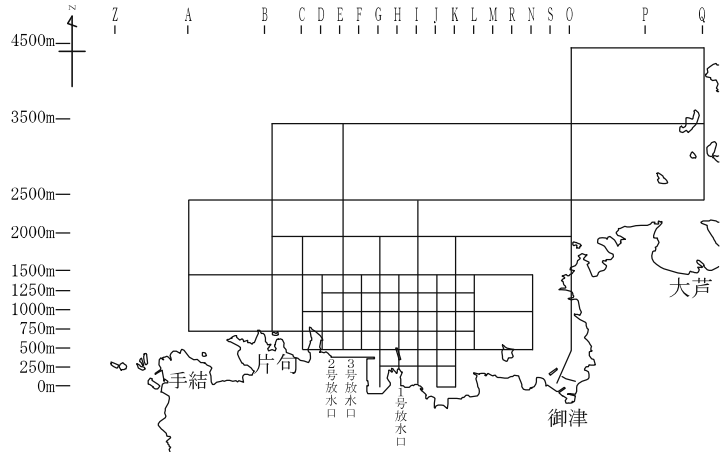 N
Z A B C D E F G H I J K L M R N S O P Q
4500m
3500m
2500m
2000m
1500m
1250m
1000m
750m
500m
250m
0m
大芦
片句
手結
2号放水口
3号放水口
1号放水口
御津